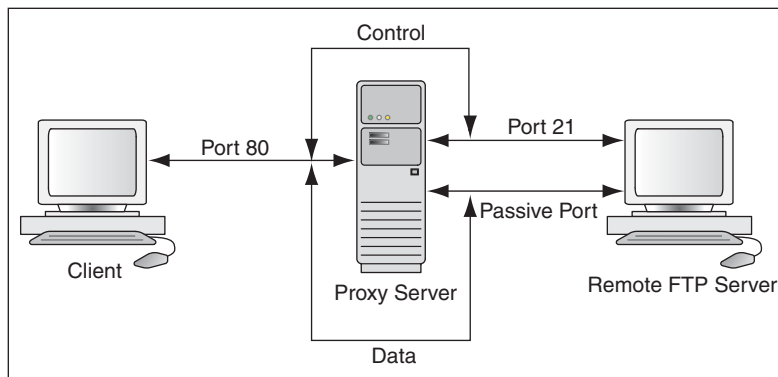 Control
Port 80
Port 21
Passive Port
Client
Proxy Server
Remote FTP Server
Data